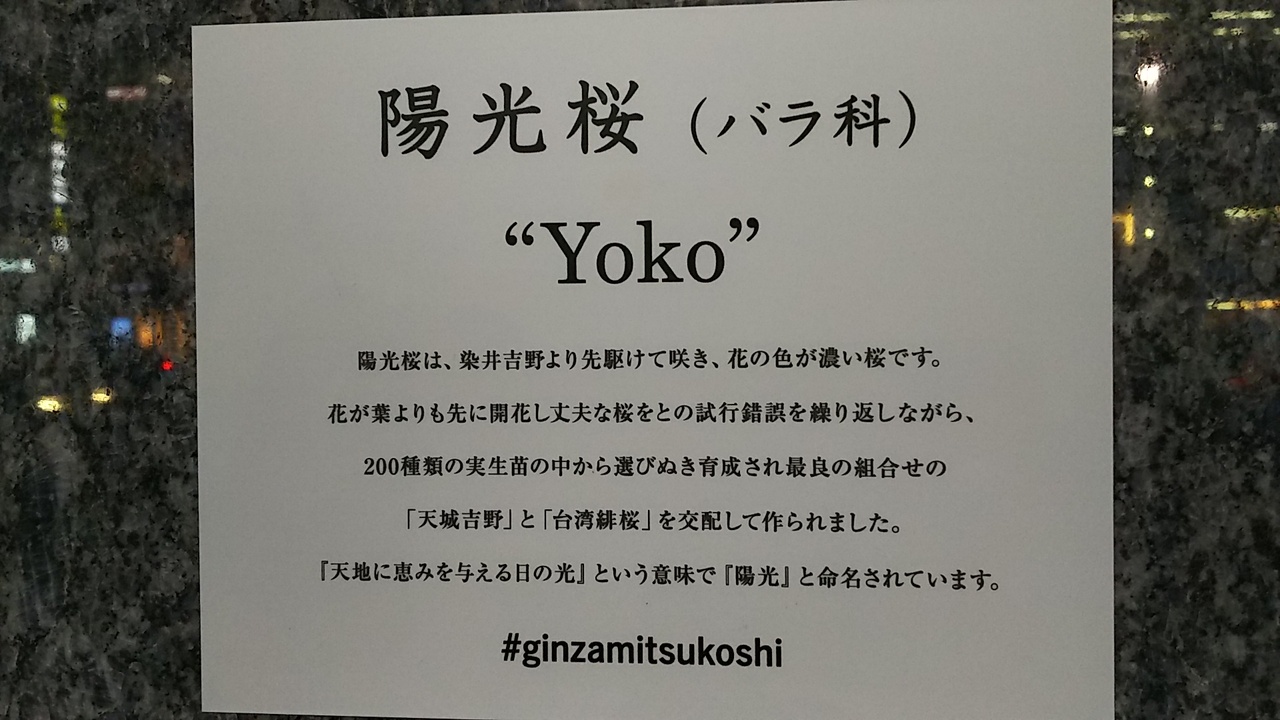 陽光桜（バラ科）
“Yoko”
陽光桜は、染井吉野より先駆けて咲き、花の色が濃い桜です。
花が葉よりも先に開花し丈夫な桜をとの試行錯誤を繰り返しながら、
200種類の実生苗の中から選びぬき育成され最良の組合せの
「天城吉野」と「台湾緋桜」を交配して作られました。
『天地に恵みを与える日の光』という意味で『陽光』と命名されています。
#ginzamitsukoshi